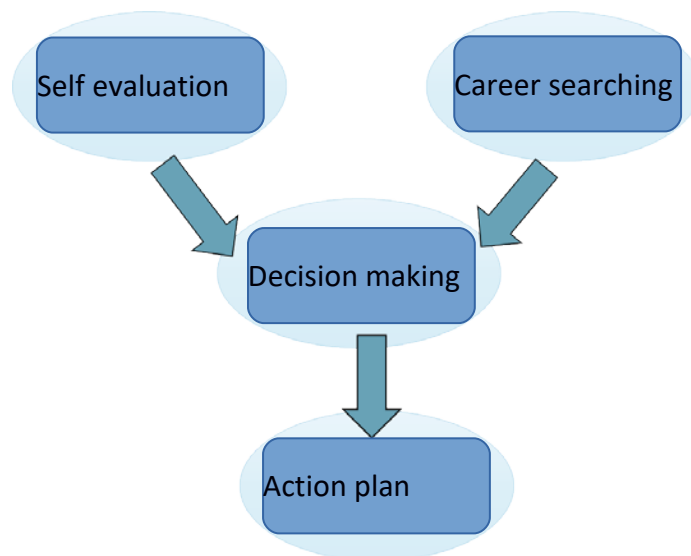 Self evaluation
Career searching
Decision making
Action plan